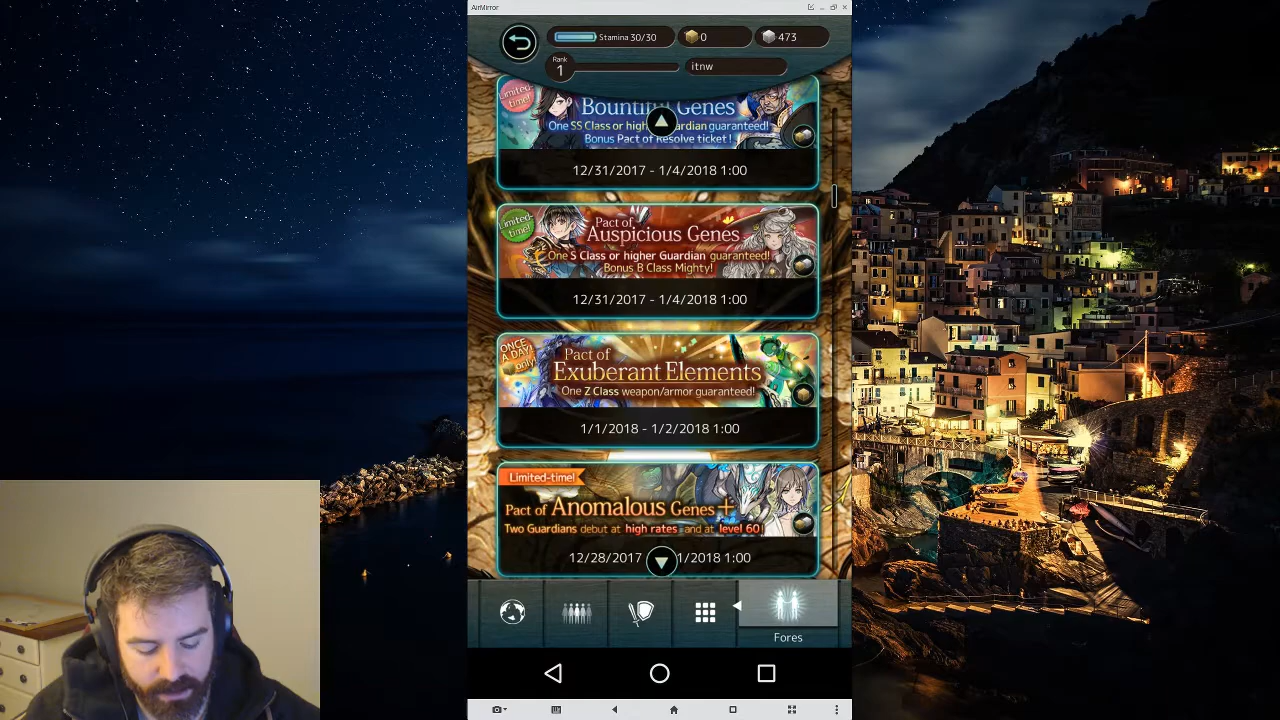 AirMirror
Stamina 30/30
0
473
Rank
1
itnw
Limited
time!
Bountiful Genes
One SS Class or higher Guardian guaranteed!
Bonus Pact of Resolve ticket!
12/31/2017 - 1/4/2018 1:00
Limited-
time!
Pact of
Auspicious Genes
One S Class or higher Guardian guaranteed!
Bonus B Class Mighty!
12/31/2017 - 1/4/2018 1:00
ONCE
A DAY
only!
Pact of
Exuberant Elements
One Z Class weapon/armor guaranteed!
1/1/2018 - 1/2/2018 1:00
Limited-time!
Pact of Anomalous Genes +
Two Guardians debut at high rates and at level 60!
12/28/2017 1/2018 1:00
Fores